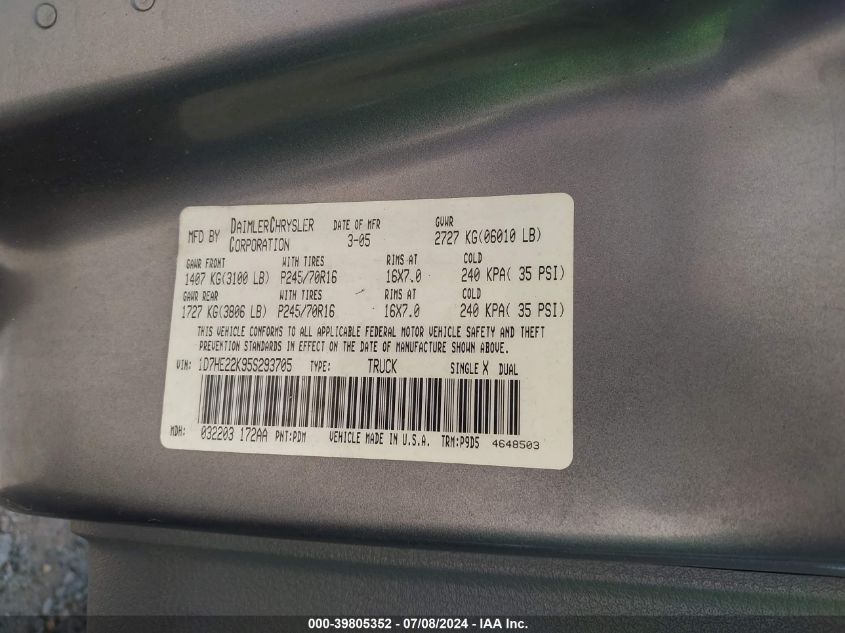 MFD BY DAIMLERCHRYSLER CORPORATION DATE OF MFR 3-05 GVWR 2727 KG(06010 LB)
GAWR FRONT WITH TIRES RIMS AT COLD
1407 KG(3100 LB) P245/70R16 16X7.0 240 KPA( 35 PSI)
GAWR REAR WITH TIRES RIMS AT COLD
1727 KG(3806 LB) P245/70R16 16X7.0 240 KPA( 35 PSI)
THIS VEHICLE CONFORMS TO ALL APPLICABLE FEDERAL MOTOR VEHICLE SAFETY AND THEFT
PREVENTION STANDARDS IN EFFECT ON THE DATE OF MANUFACTURE SHOWN ABOVE.
VIN: 1D7HE22K95S293705 TYPE: TRUCK SINGLE X DUAL
MDH: 032203 172AA PNT:PDM VEHICLE MADE IN U.S.A. TRM:P9D5 4648503
000-39805352 - 07/08/2024 - IAA Inc.